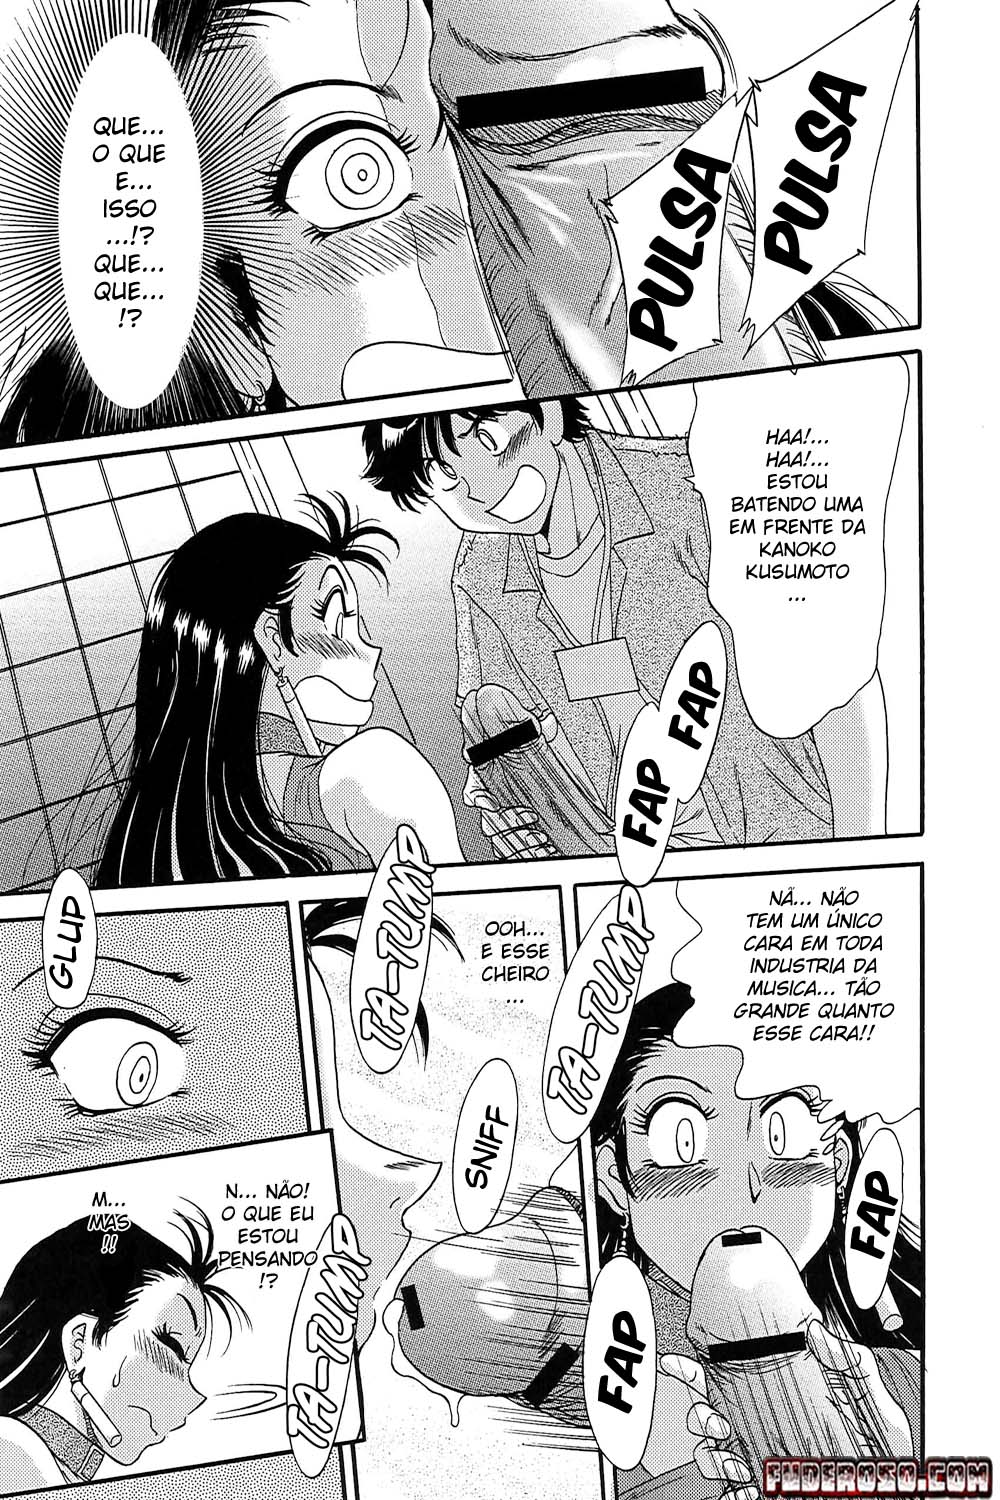 PULSA
PULSA
QUE...
O QUE
E...
ISSO
...!?
QUE...
QUE...
!?
HAA!...
HAA!...
ESTOU
BATENDO UMA
EM FRENTE DA
KANOKO
KUSUMOTO
...
FAP
FAP
NÃ... NÃO
TEM UM ÚNICO
CARA EM TODA
INDUSTRIA DA
MUSICA... TÃO
GRANDE QUANTO
ESSE CARA!!
FAP
FAP
TA-TUMP
OOH...
E ESSE
CHEIRO
...
SNIFF
TA-TUMP
GLUP
N... NÃO!
O QUE EU
ESTOU
PENSANDO
!?
M...
MAS
!!
TA-TUMP
FUDEROSO.COM